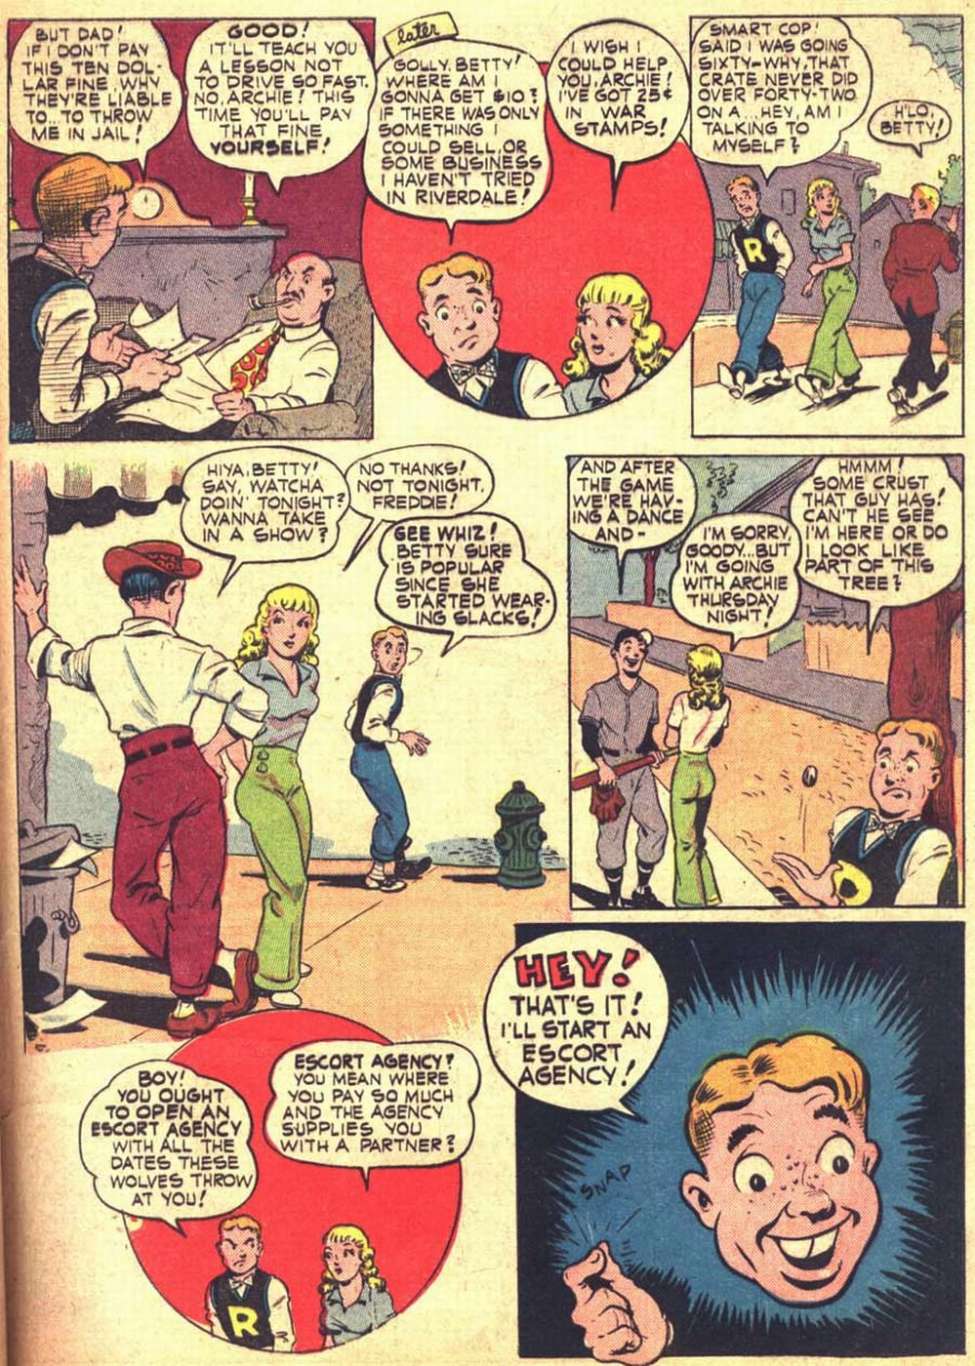 BUT DAD!
IF I DON'T PAY
THIS TEN DOL-
LAR FINE, WHY
THEY'RE LIABLE
TO...TO THROW
ME IN JAIL!
GOOD!
IT'LL TEACH YOU
A LESSON NOT
TO DRIVE SO FAST.
NO, ARCHIE! THIS
TIME YOU'LL PAY
THAT FINE
YOURSELF!
later
GOLLY, BETTY!
WHERE AM I
GONNA GET $10?
IF THERE WAS ONLY
SOMETHING I
COULD SELL, OR
SOME BUSINESS
I HAVEN'T TRIED
IN RIVERDALE!
I WISH I
COULD HELP
YOU, ARCHIE!
I'VE GOT 25¢
IN WAR
STAMPS!
SMART COP!
SAID I WAS GOING
SIXTY-WHY, THAT
CRATE NEVER DID
OVER FORTY-TWO
ON A...HEY, AM I
TALKING TO
MYSELF?
H'LO,
BETTY!
R
HIYA, BETTY!
SAY, WATCHA
DOIN' TONIGHT?
WANNA TAKE
IN A SHOW?
NO THANKS!
NOT TONIGHT,
FREDDIE!
GEE WHIZ!
BETTY SURE
IS POPULAR
SINCE SHE
STARTED WEAR-
ING SLACKS!
AND AFTER
THE GAME
WE'RE HAV-
ING A DANCE
AND-
I'M SORRY,
GOODY...BUT
I'M GOING
WITH ARCHIE
THURSDAY
NIGHT!
HMMM!
SOME CRUST
THAT GUY HAS!
CAN'T HE SEE
I'M HERE OR DO
I LOOK LIKE
PART OF THIS
TREE?
BOY!
YOU OUGHT
TO OPEN AN
ESCORT AGENCY
WITH ALL THE
DATES THESE
WOLVES THROW
AT YOU!
ESCORT AGENCY?
YOU MEAN WHERE
YOU PAY SO MUCH
AND THE AGENCY
SUPPLIES YOU
WITH A PARTNER?
R
HEY!
THAT'S IT!
I'LL START AN
ESCORT
AGENCY!
SNAP